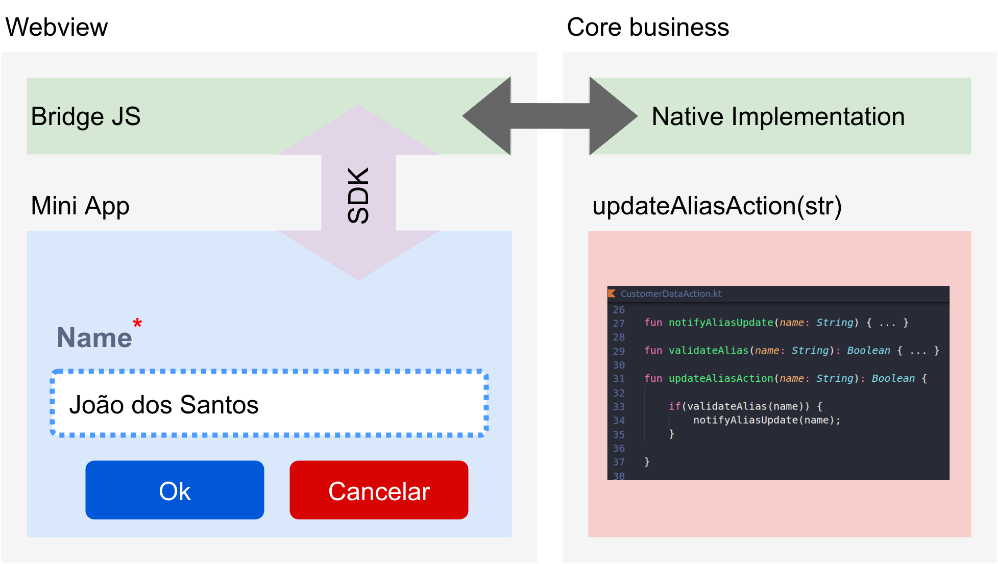 Webview
Core business
Bridge JS
Native Implementation
SDK
Mini App
updateAliasAction(str)
Name*
João dos Santos
Ok
Cancelar
CustomerDataAction.kt
26
27 fun notifyAliasUpdate(name: String) { ... }
28
29 fun validateAlias(name: String): Boolean { ... }
30
31 fun updateAliasAction(name: String): Boolean {
32
33 if(validateAlias(name)) {
34 notifyAliasUpdate(name);
35 }
36
37 }
38